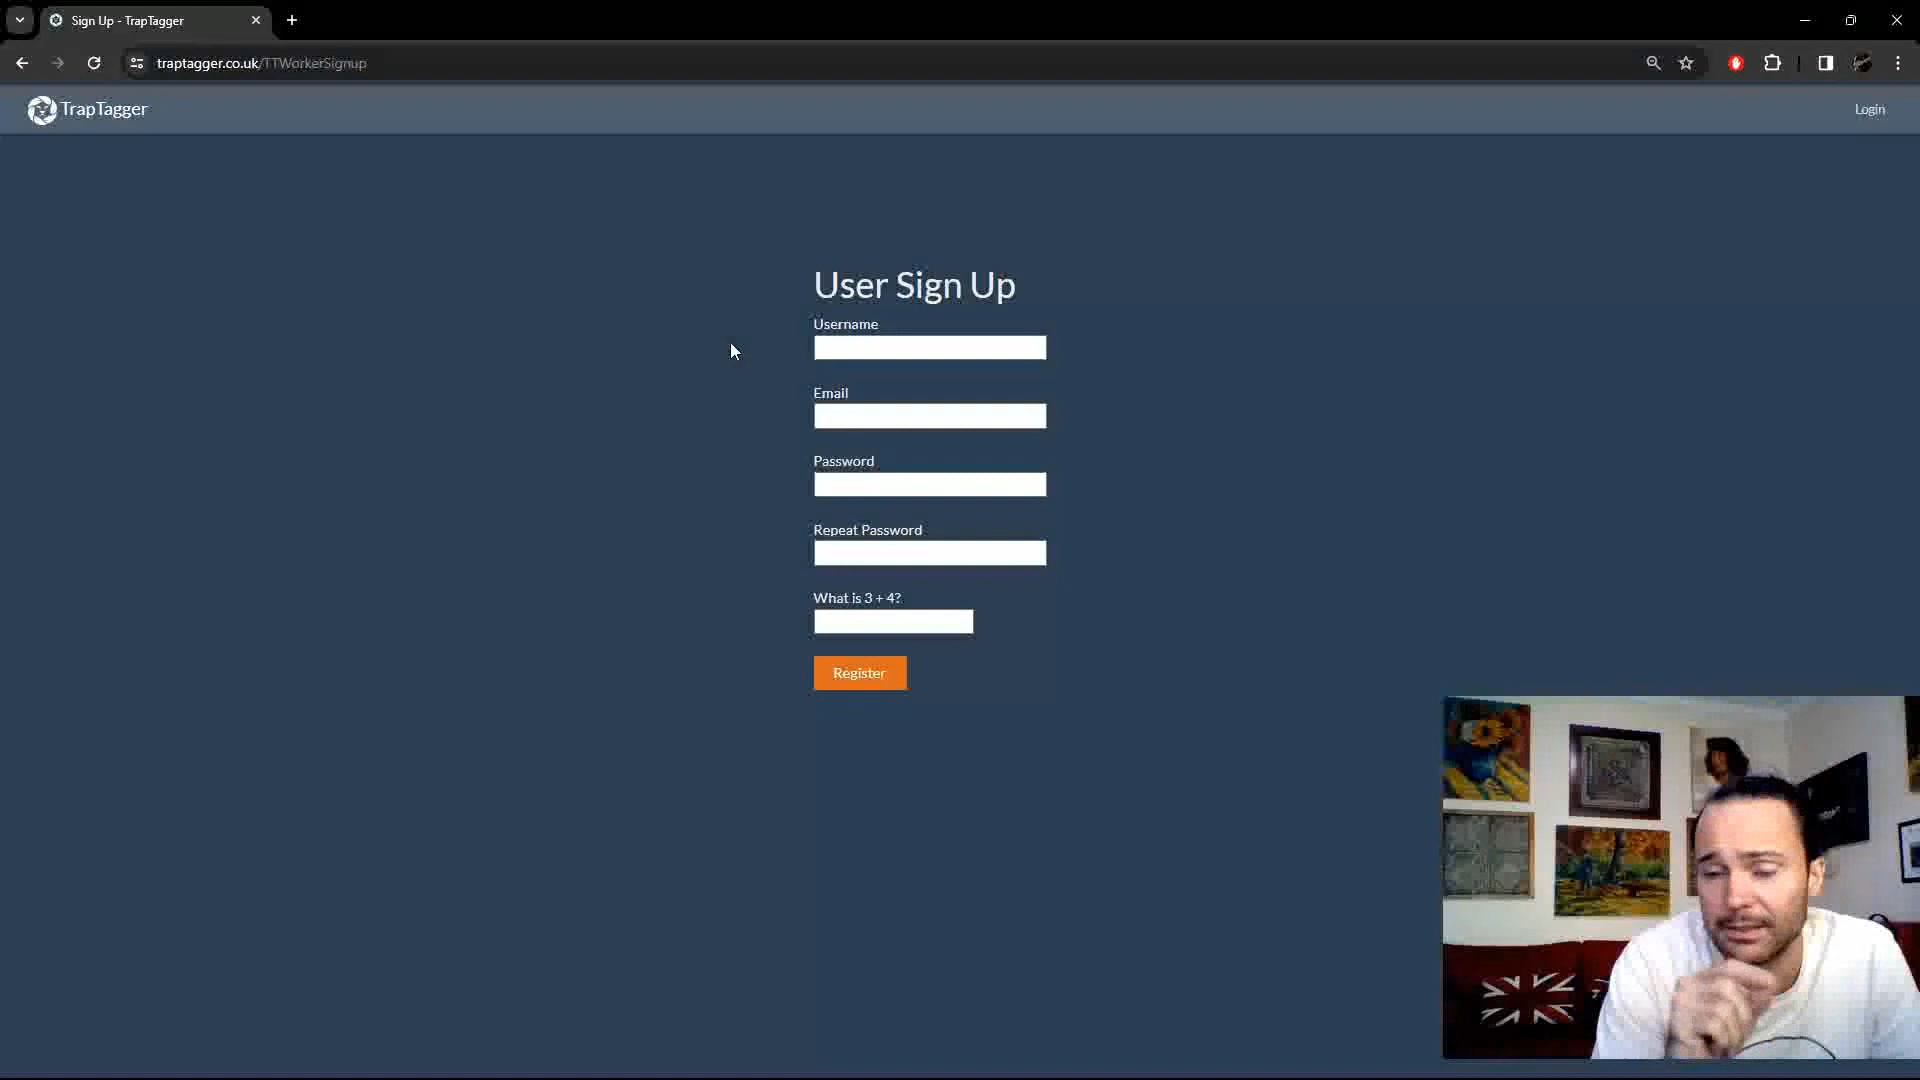 Sign Up - TrapTagger
traptagger.co.uk/TTWorkerSignup
TrapTagger
Login
User Sign Up
Username
Email
Password
Repeat Password
What is 3 + 4?
Register